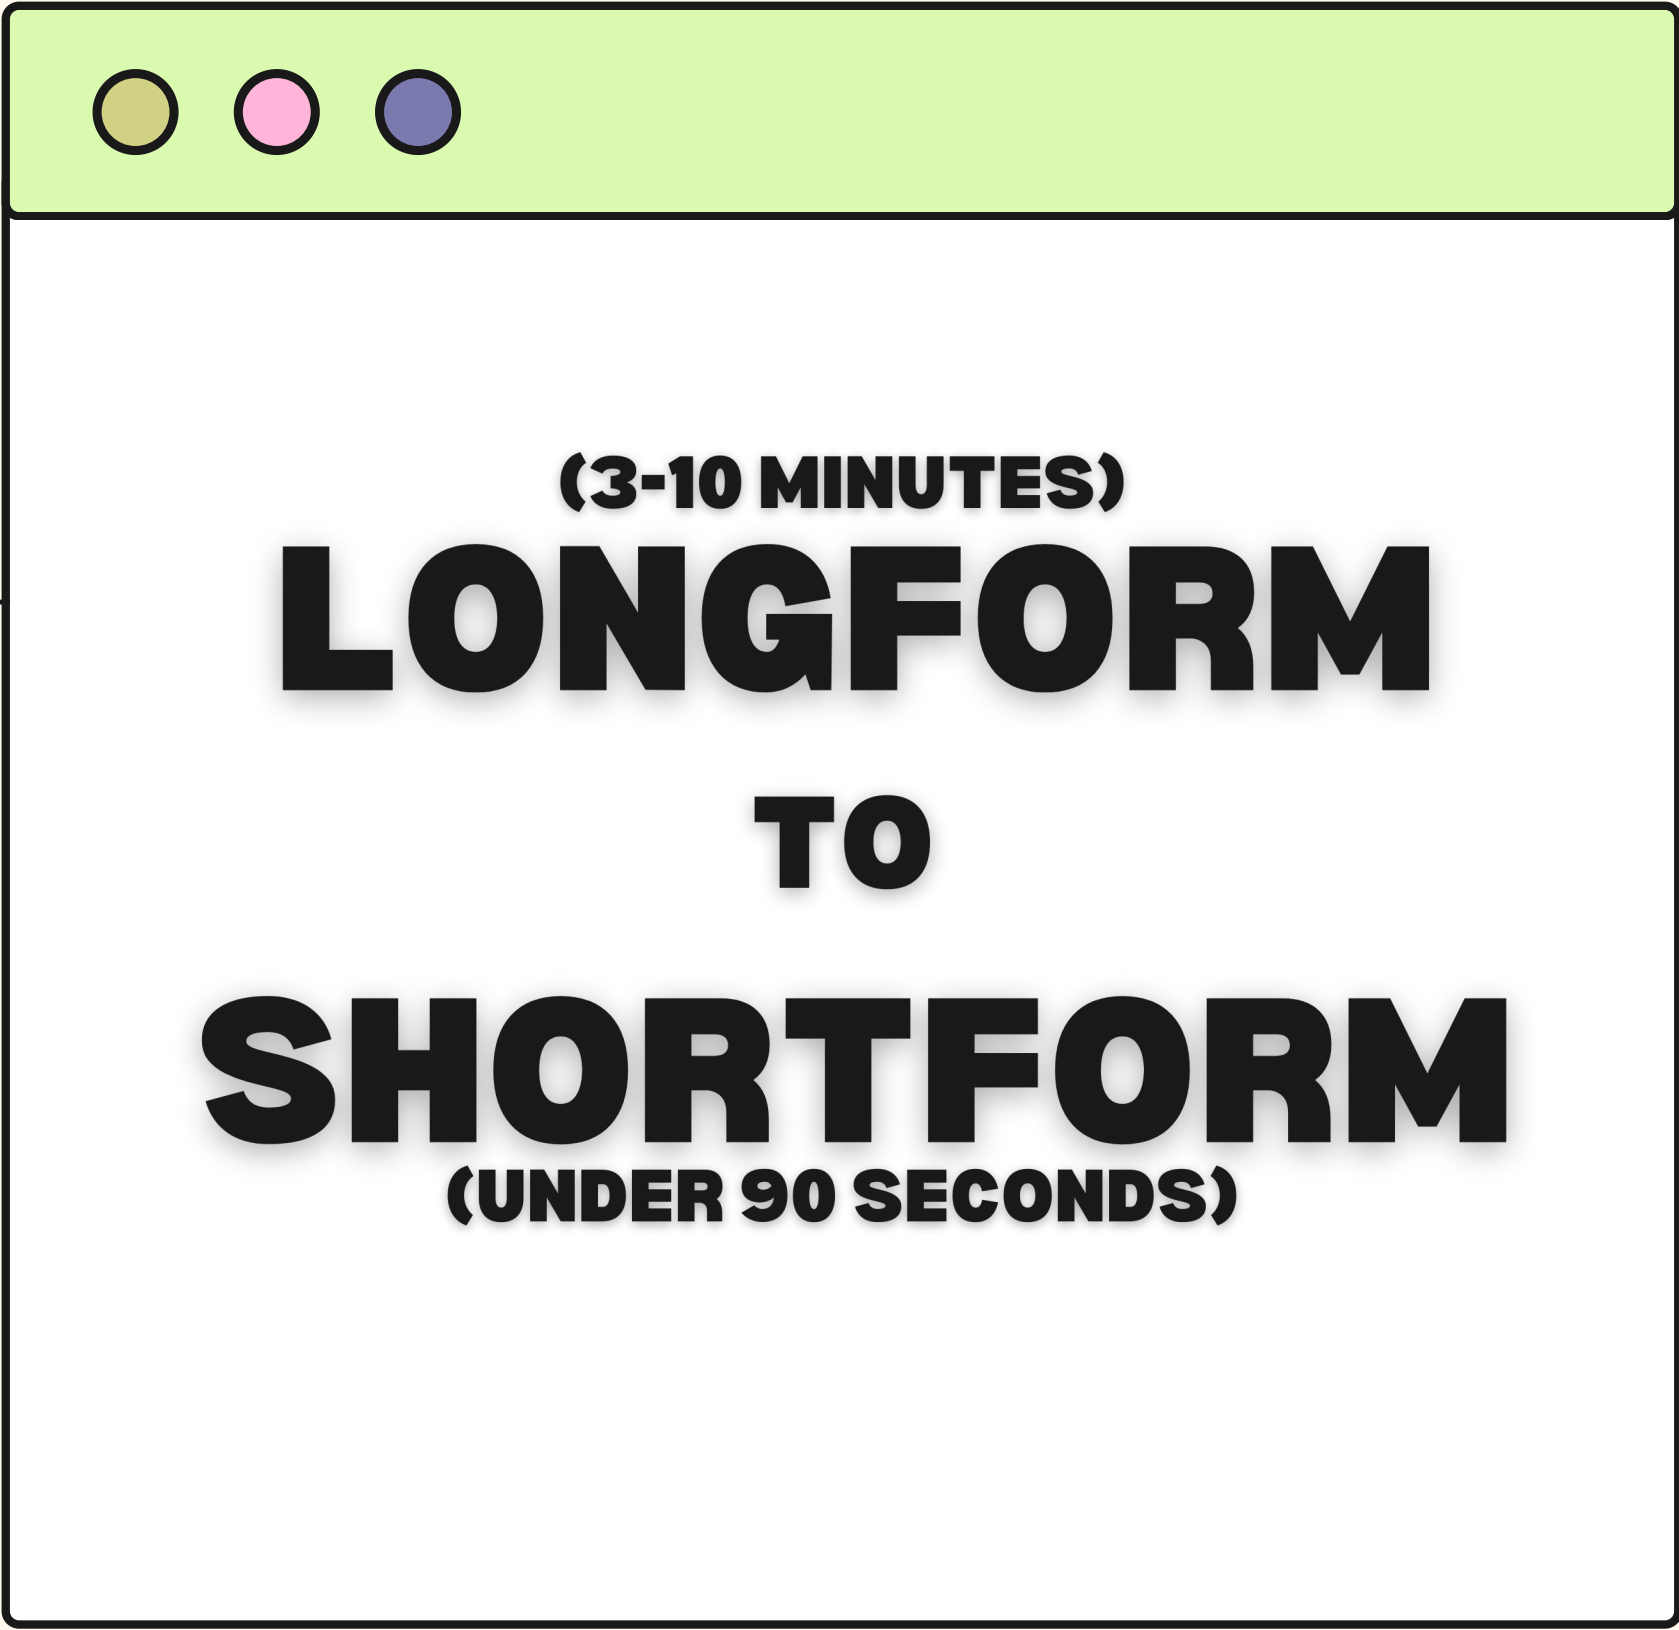 (3-10 MINUTES)
LONGFORM
TO
SHORTFORM
(UNDER 90 SECONDS)